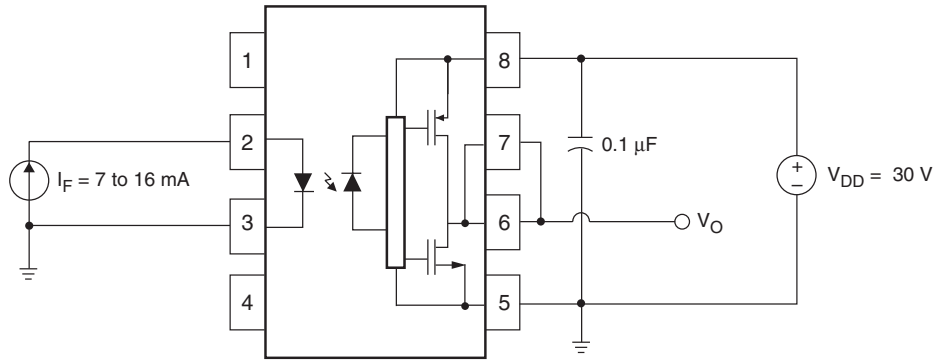 1
8
2
7
0.1 μF
I_F = 7 to 16 mA
+
–
V_DD = 30 V
3
6
V_O
4
5